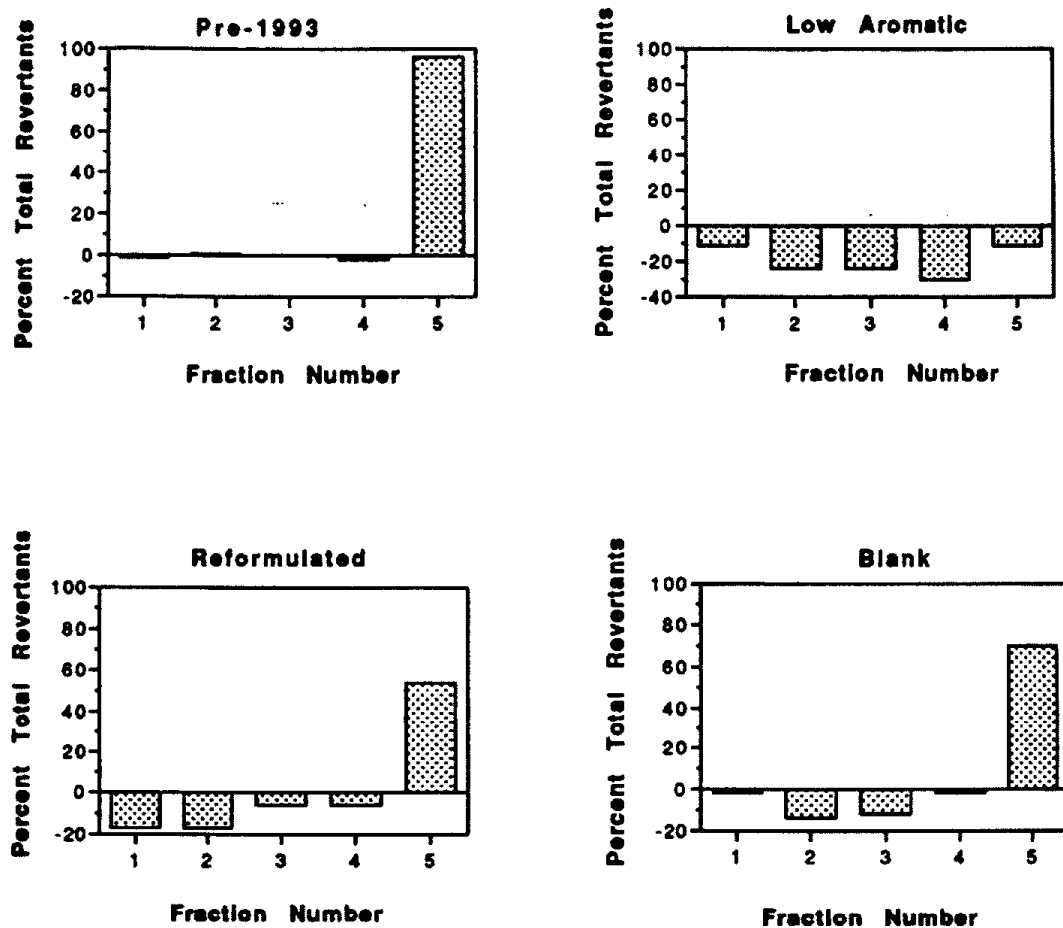 Pre-1993
Percent Total Revertants
100
80
60
40
20
0
-20
1 2 3 4 5
Fraction Number
Low Aromatic
Percent Total Revertants
100
80
60
40
20
0
-20
-40
1 2 3 4 5
Fraction Number
Reformulated
Percent Total Revertants
100
80
60
40
20
0
-20
1 2 3 4 5
Fraction Number
Blank
Percent Total Revertants
100
80
60
40
20
0
-20
1 2 3 4 5
Fraction Number